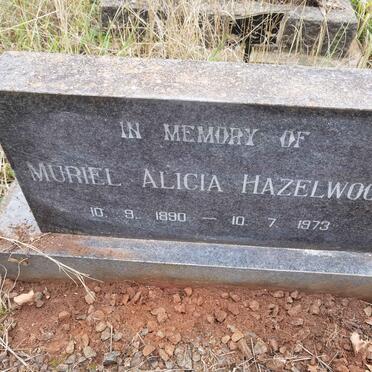 IN MEMORY OF
MURIEL ALICIA HAZELWOO
10. 9. 1890 — 10. 7. 1973